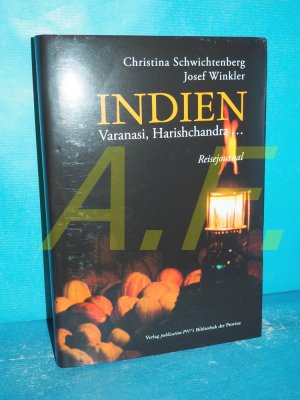 Christina Schwichtenberg
Josef Winkler
INDIEN
Varanasi, Harishchandra ...
Reisejournal
A.F.
Verlag publication PN°1 Bibliothek der Provinz